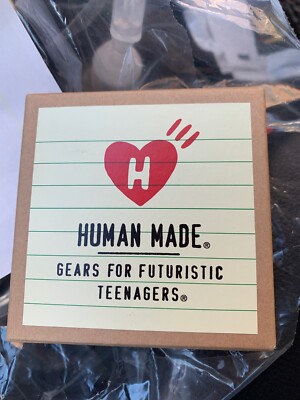 H
HUMAN MADE®
GEARS FOR FUTURISTIC
TEENAGERS®